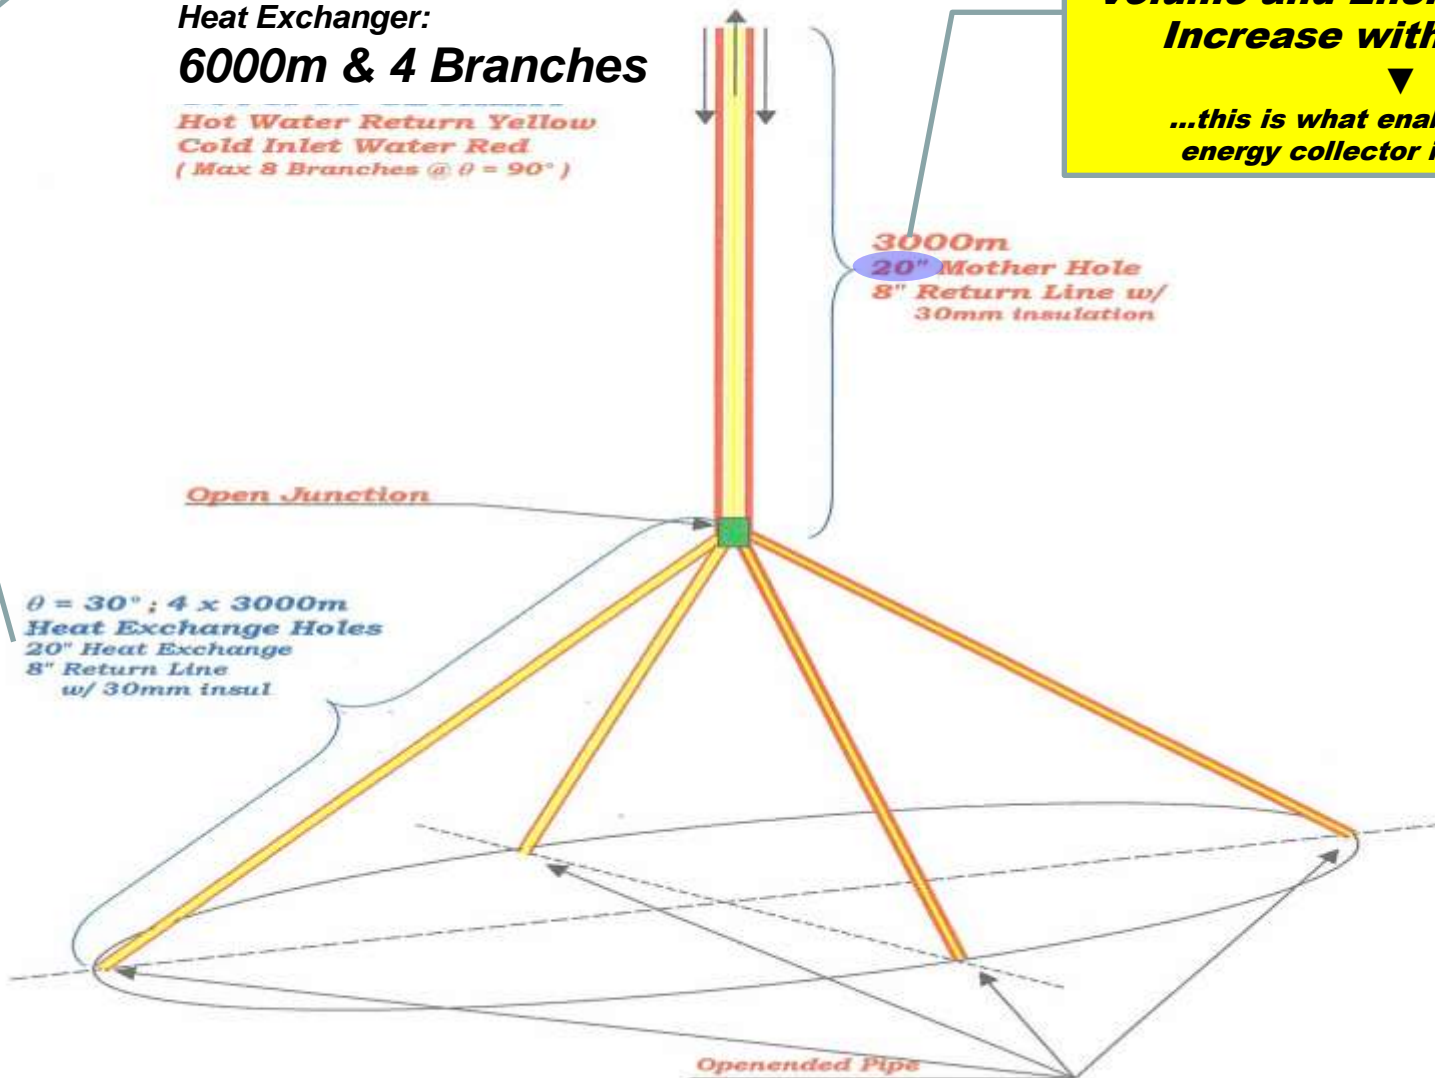 Heat Exchanger:
6000m & 4 Branches
Hot Water Return Yellow
Cold Inlet Water Red
( Max 8 Branches @ θ = 90° )
Volume and
Increase with
▼
...this is what
energy collector
3000m
20" Mother Hole
8" Return Line w/
30mm insulation
Open Junction
θ = 30° ; 4 x 3000m
Heat Exchange Holes
20" Heat Exchange
8" Return Line
w/ 30mm insul
Openended Pipe